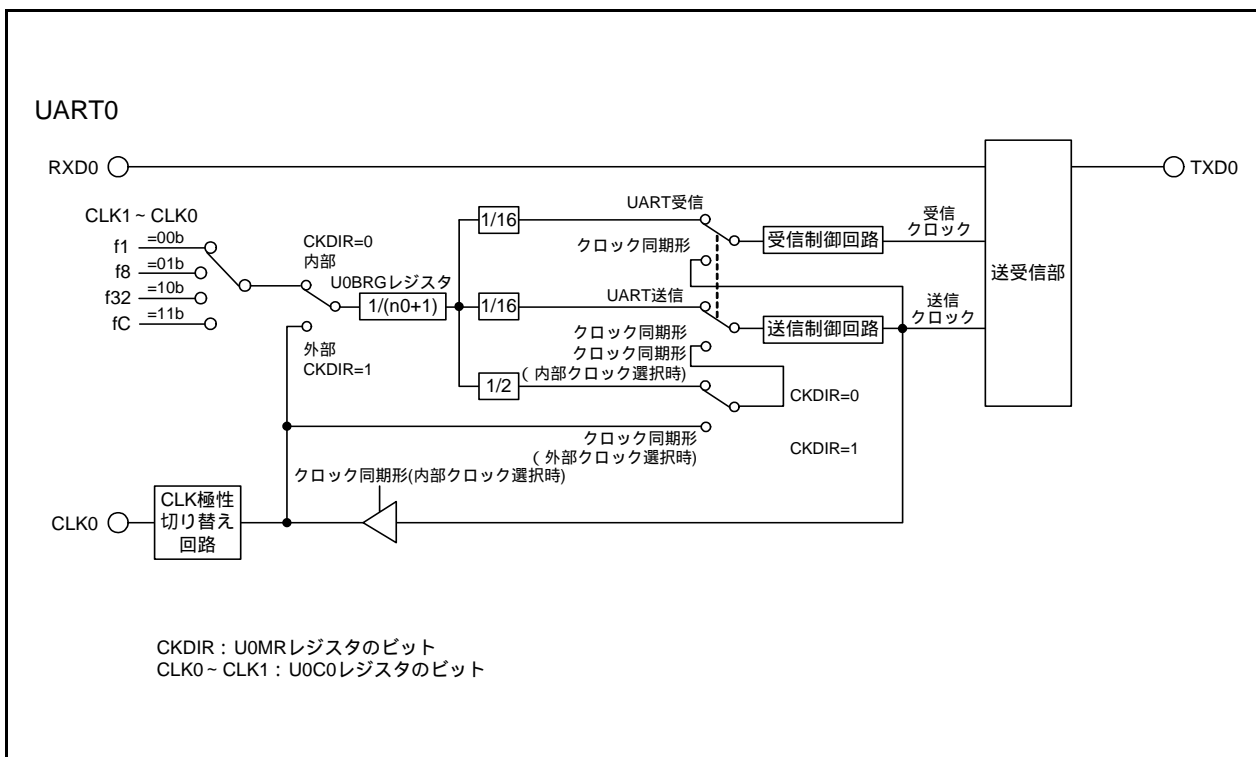 UART0
RXD0
TXD0
CLK1～CLK0
f1 =00b
f8 =01b
f32 =10b
fC =11b
CKDIR=0
内部
U0BRGレジスタ
1/(n0+1)
外部
CKDIR=1
1/16
UART受信
クロック同期形
受信制御回路
受信
クロック
1/16
UART送信
クロック同期形
送信制御回路
送信
クロック
送受信部
クロック同期形
(内部クロック選択時)
1/2
CKDIR=0
クロック同期形
(外部クロック選択時)
CKDIR=1
クロック同期形(内部クロック選択時)
CLK0
CLK極性
切り替え
回路
CKDIR：U0MRレジスタのビット
CLK0～CLK1：U0C0レジスタのビット